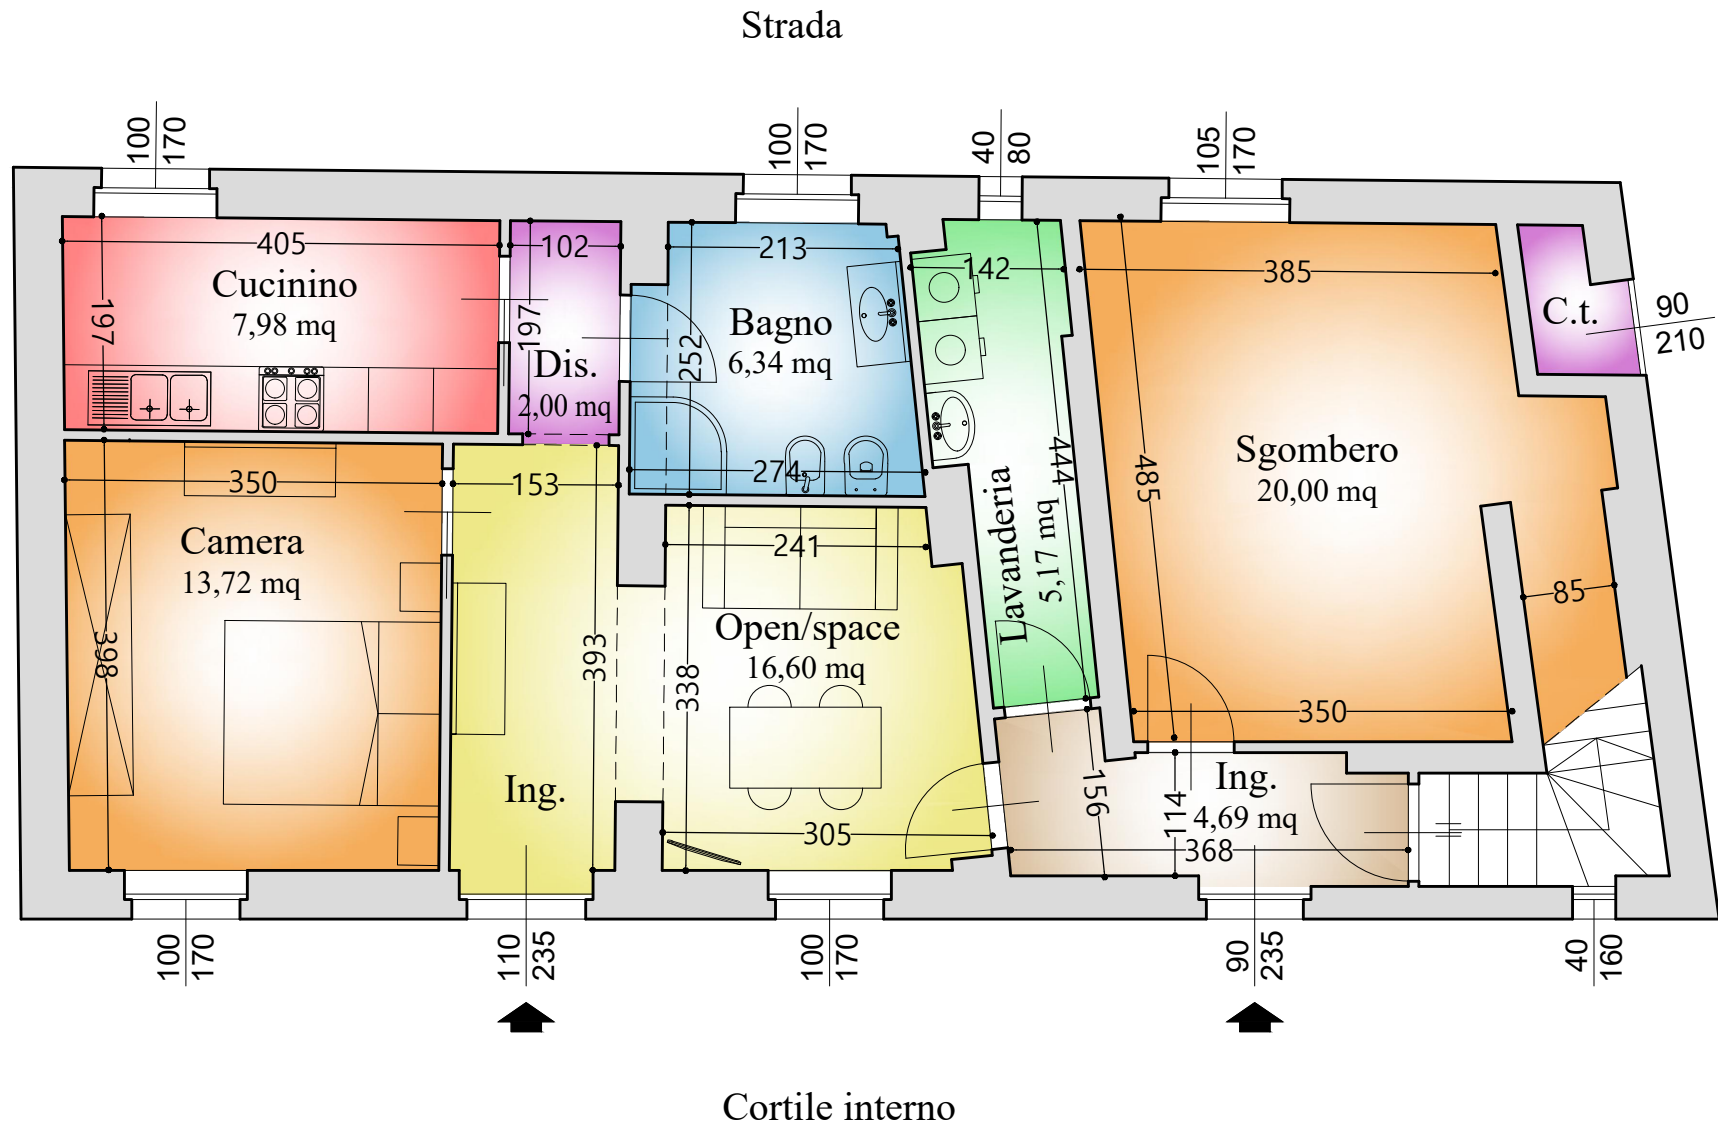 Strada
100
170
100
170
40
80
105
170
405
Cucinino
7,98 mq
197
102
197
Dis.
2,00 mq
213
Bagno
6,34 mq
252
274
142
444
Lavanderia
5,17 mq
385
485
Sgombero
20,00 mq
350
85
C.t.
90
210
350
Camera
13,72 mq
398
153
393
Ing.
241
Open/space
16,60 mq
338
305
156
114
Ing.
4,69 mq
368
100
170
110
235
100
170
90
235
40
160
Cortile interno